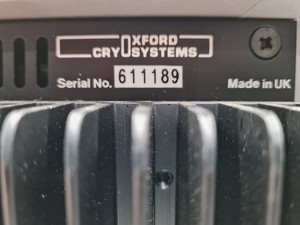 OXFORD
CRYOSYSTEMS
Serial No. 611189 Made in UK